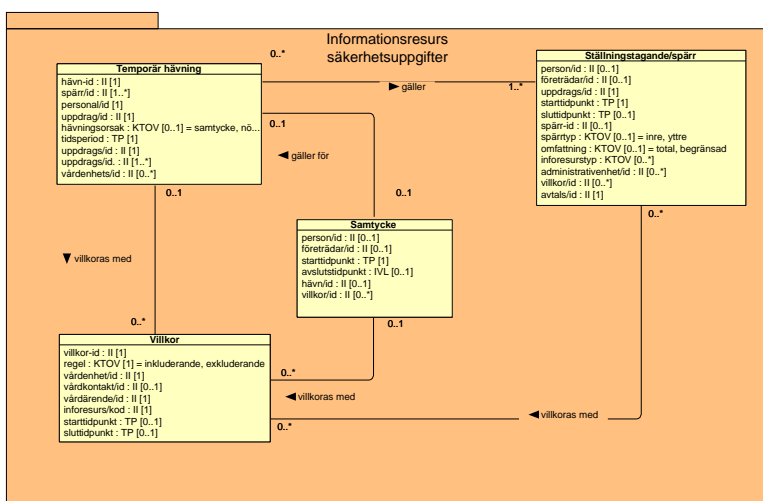 Informationsresurs
säkerhetsuppgifter
0..*
Temporär hävning
hävn-id : II [1]
spärr/id : II [1..*]
personal/id [1]
uppdrag/id : II [1]
hävningsorsak : KTOV [0..1] = samtycke, nö...
tidsperiod : TP [1]
uppdrags/id : II [1]
uppdrags/id. : II [1..*]
vårdenhets/id : II [0..*]
gäller
1..*
0..1
gäller för
0..1
0..1
Ställningstagande/spärr
person/id : II [0..1]
företrädar/id : II [0..1]
uppdrags/id : II [1]
starttidpunkt : TP [1]
sluttidpunkt : TP [0..1]
spärr-id : II [0..1]
spärrtyp : KTOV [0..1] = inre, yttre
omfattning : KTOV [0..1] = total, begränsad
inforesurstyp : KTOV [0..*]
administrativenhet/id : II [0..*]
villkor/id : II [0..*]
avtals/id : II [1]
0..*
Samtycke
person/id : II [0..1]
företrädar/id : II [0..1]
starttidpunkt : TP [1]
avslutstidpunkt : IVL [0..1]
hävn/id : II [0..1]
villkor/id : II [0..*]
0..1
villkoras med
0..*
Villkor
villkor-id : II [1]
regel : KTOV [1] = inkluderande, exkluderande
vårdenhet/id : II [1]
vårdkontakt/id : II [0..1]
vårdärende/id : II [1]
inforesurs/kod : II [1]
starttidpunkt : TP [0..1]
sluttidpunkt : TP [0..1]
0..*
villkoras med
0..*
villkoras med